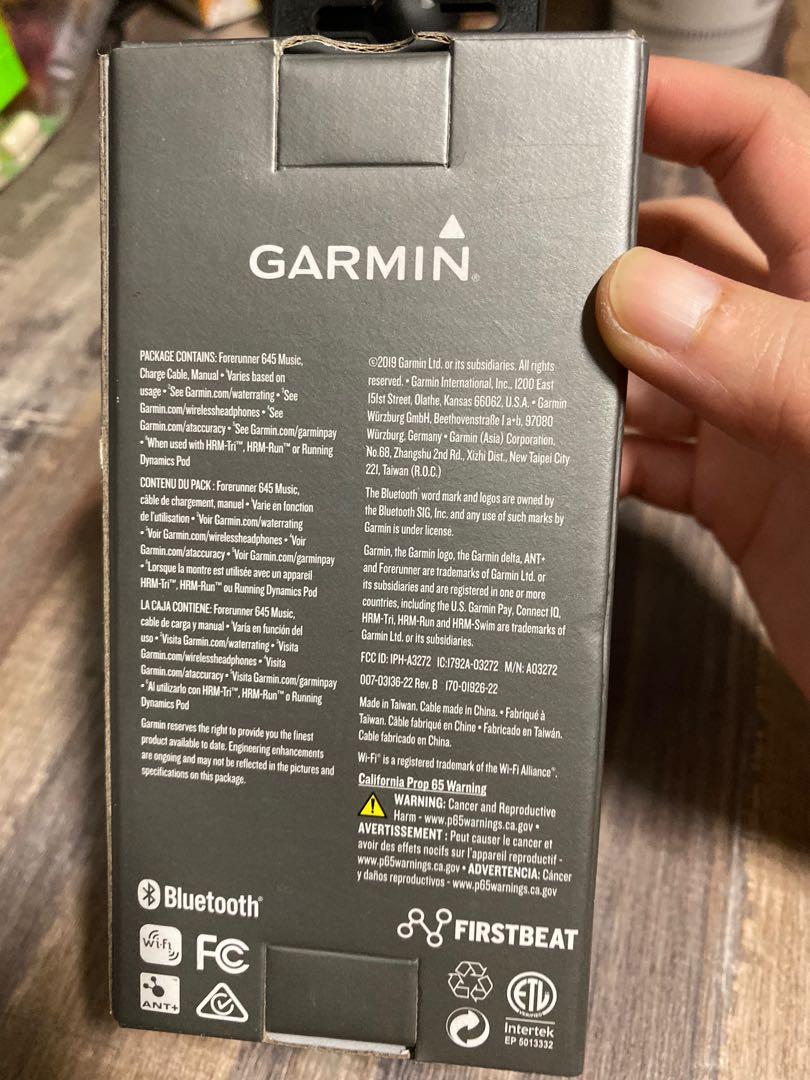 GARMIN®
PACKAGE CONTAINS: Forerunner 645 Music,
Charge Cable, Manual • ¹Varies based on
usage • ²See Garmin.com/waterrating • ³See
Garmin.com/wirelessheadphones • ⁴See
Garmin.com/ataccuracy • ⁵See Garmin.com/garminpay
• ⁶When used with HRM-Tri™, HRM-Run™ or Running
Dynamics Pod
CONTENU DU PACK : Forerunner 645 Music,
câble de chargement, manuel • Varie en fonction
de l'utilisation • ²Voir Garmin.com/waterrating
• ³Voir Garmin.com/wirelessheadphones • ⁴Voir
Garmin.com/ataccuracy • ⁵Voir Garmin.com/garminpay
• ⁶Lorsque la montre est utilisée avec un appareil
HRM-Tri™, HRM-Run™ ou Running Dynamics Pod
LA CAJA CONTIENE: Forerunner 645 Music,
cable de carga y manual • ¹Varía en función del
uso • ²Visita Garmin.com/waterrating • ³Visita
Garmin.com/wirelessheadphones • ⁴Visita
Garmin.com/ataccuracy • ⁵Visita Garmin.com/garminpay
• ⁶Al utilizarlo con HRM-Tri™, HRM-Run™ o Running
Dynamics Pod
Garmin reserves the right to provide you the finest
product available to date. Engineering enhancements
are ongoing and may not be reflected in the pictures and
specifications on this package.
©2019 Garmin Ltd. or its subsidiaries. All rights
reserved. • Garmin International, Inc., 1200 East
151st Street, Olathe, Kansas 66062, U.S.A. • Garmin
Würzburg GmbH, Beethovenstraße 1 a+b, 97080
Würzburg, Germany • Garmin (Asia) Corporation,
No.68, Zhangshu 2nd Rd., Xizhi Dist., New Taipei City
221, Taiwan (R.O.C.)
The Bluetooth® word mark and logos are owned by
the Bluetooth SIG, Inc. and any use of such marks by
Garmin is under license.
Garmin, the Garmin logo, the Garmin delta, ANT+
and Forerunner are trademarks of Garmin Ltd. or
its subsidiaries and are registered in one or more
countries, including the U.S. Garmin Pay, Connect IQ,
HRM-Tri, HRM-Run and HRM-Swim are trademarks of
Garmin Ltd. or its subsidiaries.
FCC ID: IPH-A3272 IC:1792A-03272 M/N: A03272
007-03136-22 Rev. B 170-01926-22
Made in Taiwan. Cable made in China. • Fabriqué à
Taiwan. Câble fabriqué en Chine • Fabricado en Taiwán.
Cable fabricado en China.
Wi-Fi® is a registered trademark of the Wi-Fi Alliance®.
California Prop 65 Warning
WARNING: Cancer and Reproductive
Harm - www.p65warnings.ca.gov •
AVERTISSEMENT : Peut causer le cancer et
avoir des effets nocifs sur l'appareil reproductif -
www.p65warnings.ca.gov • ADVERTENCIA: Cáncer
y daños reproductivos - www.p65warnings.ca.gov
Bluetooth®
Wi-Fi
FC
ANT+
FIRSTBEAT
ETL
VERIFIED
Intertek
EP 5013332